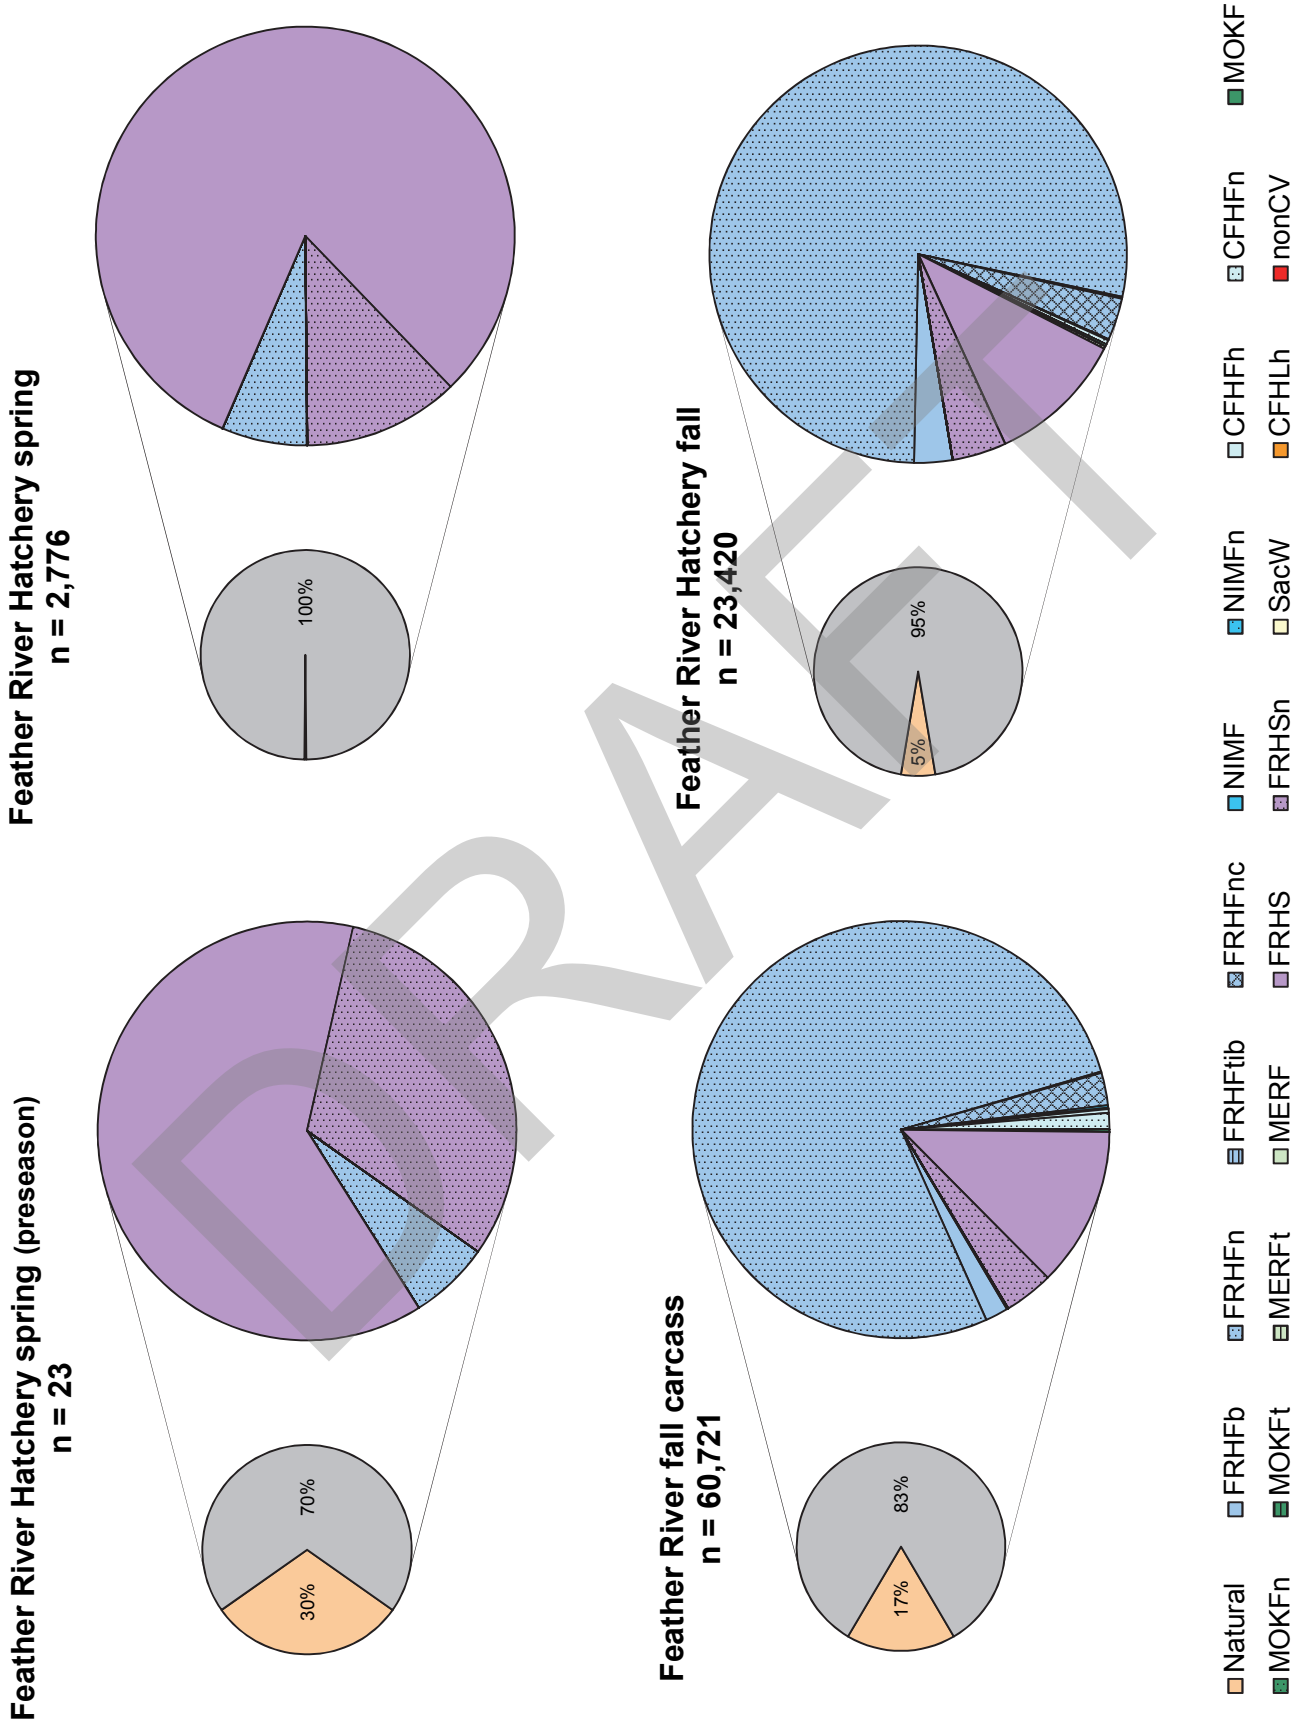 Feather River Hatchery spring (preseason)
n = 23
30%
70%
Feather River Hatchery spring
n = 2,776
100%
Feather River fall carcass
n = 60,721
17%
83%
Feather River Hatchery fall
n = 23,420
5%
95%
Natural FRHFb FRHFn FRHFtib FRHFnc NIMF NIMFn CFHFh CFHFn MOKF
MOKFn MOKFt MERFt MERF FRHS FRHSn SacW CFHLh nonCV
DRAFT